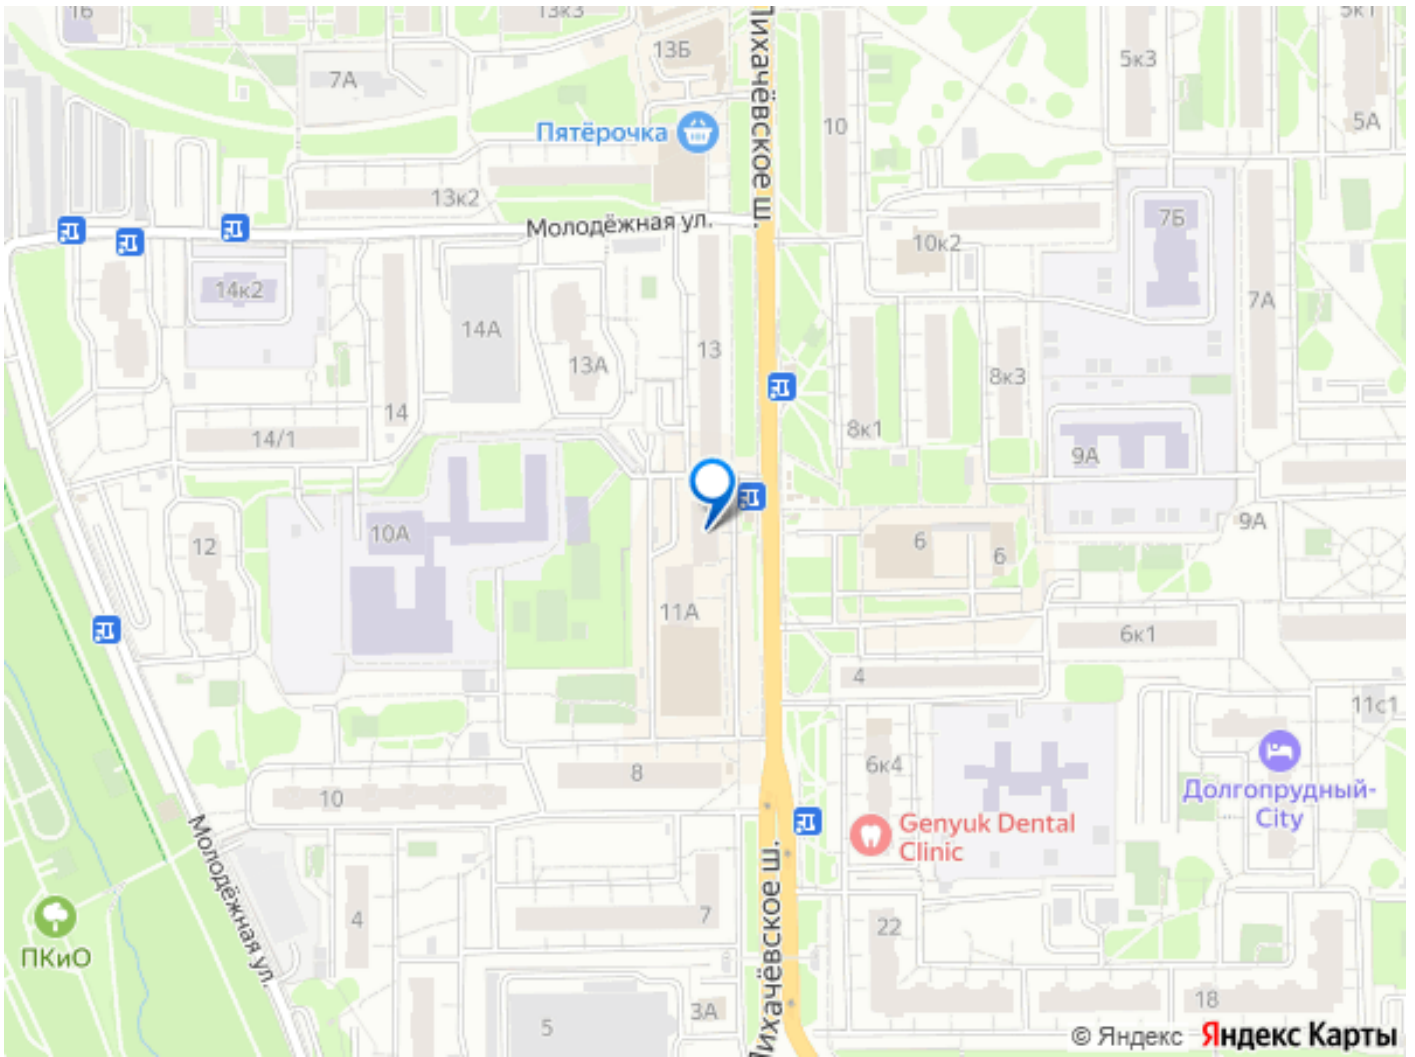 16
13к3
5к1
Лихачёвское ш.
13Б
5к3
7А
10
5А
Пятёрочка
13к2
Молодёжная ул.
7Б
10к2
14к2
7А
14А
13
13А
8к3
14
8к1
14/1
9А
9А
10А
12
6
6
11А
6к1
4
11с1
6к4
8
10
Долгопрудный-
City
Genyuk Dental
Clinic
Молодёжная ул.
Лихачёвское ш.
4
7
22
ПКиО
18
3А
5
© Яндекс Яндекс Карты